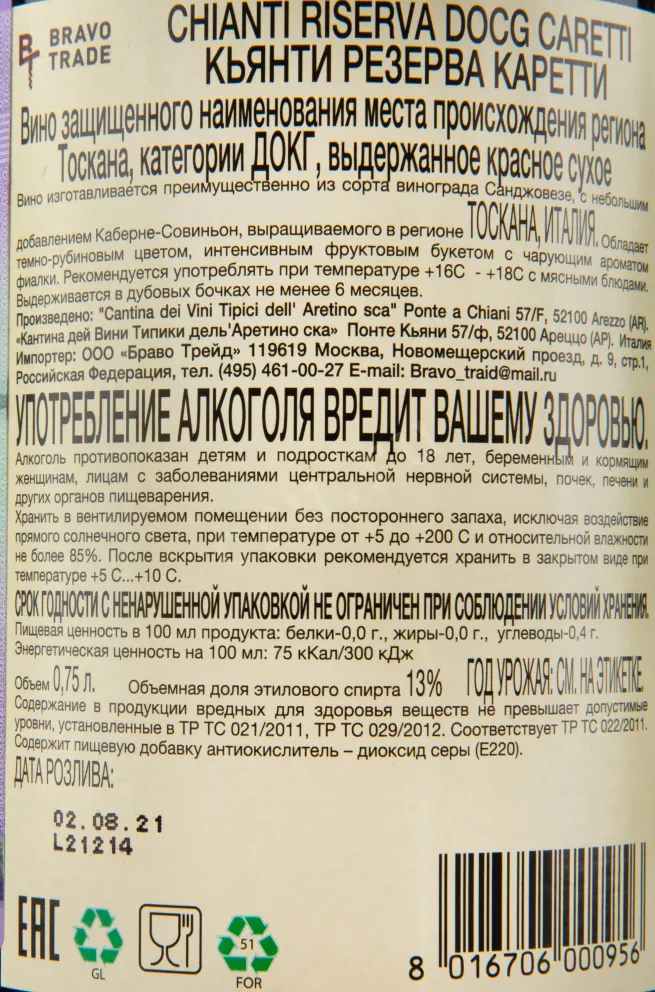 BRAVO TRADE
CHIANTI RISERVA DOCG CARETTI
КЬЯНТИ РЕЗЕРВА КАРЕТТИ
Вино защищенного наименования места происхождения региона
Тоскана, категории ДОКГ, выдержанное красное сухое
Вино изготавливается преимущественно из сорта винограда Санджовезе, с небольшим
добавлением Каберне-Совиньон, выращиваемого в регионе ТОСКАНА, ИТАЛИЯ. Обладает
темно-рубиновым цветом, интенсивным фруктовым букетом с чарующим ароматом
фиалки. Рекомендуется употреблять при температуре +16С - +18С с мясными блюдами.
Выдерживается в дубовых бочках не менее 6 месяцев.
Произведено: "Cantina dei Vini Tipici dell' Aretino sca" Ponte a Chiani 57/F, 52100 Arezzo (AR).
«Кантина дей Вини Типики дель'Аретино ска» Понте Кьяни 57/ф, 52100 Ареццо (АР). Италия
Импортер: ООО «Браво Трейд» 119619 Москва, Новомещерский проезд, д. 9, стр.1,
Российская Федерация, тел. (495) 461-00-27 E-mail: Bravo_traid@mail.ru
УПОТРЕБЛЕНИЕ АЛКОГОЛЯ ВРЕДИТ ВАШЕМУ ЗДОРОВЬЮ.
Алкоголь противопоказан детям и подросткам до 18 лет, беременным и кормящим
женщинам, лицам с заболеваниями центральной нервной системы, почек, печени и
других органов пищеварения.
Хранить в вентилируемом помещении без постороннего запаха, исключая воздействие
прямого солнечного света, при температуре от +5 до +200 С и относительной влажности
не более 85%. После вскрытия упаковки рекомендуется хранить в закрытом виде при
температуре +5 С...+10 С.
СРОК ГОДНОСТИ С НЕНАРУШЕННОЙ УПАКОВКОЙ НЕ ОГРАНИЧЕН ПРИ СОБЛЮДЕНИИ УСЛОВИЙ ХРАНЕНИЯ.
Пищевая ценность в 100 мл продукта: белки-0,0 г., жиры-0,0 г., углеводы-0,4 г.
Энергетическая ценность на 100 мл: 75 кКал/300 кДж
Объем 0,75 л. Объемная доля этилового спирта 13% ГОД УРОЖАЯ: СМ. НА ЭТИКЕТКЕ.
Содержание в продукции вредных для здоровья веществ не превышает допустимые
уровни, установленные в ТР ТС 021/2011, ТР ТС 029/2012. Соответствует ТР ТС 022/2011.
Содержит пищевую добавку антиокислитель – диоксид серы (Е220).
ДАТА РОЗЛИВА:
02.08.21
L21214
EAC
GL
51
FOR
8 016706 000956